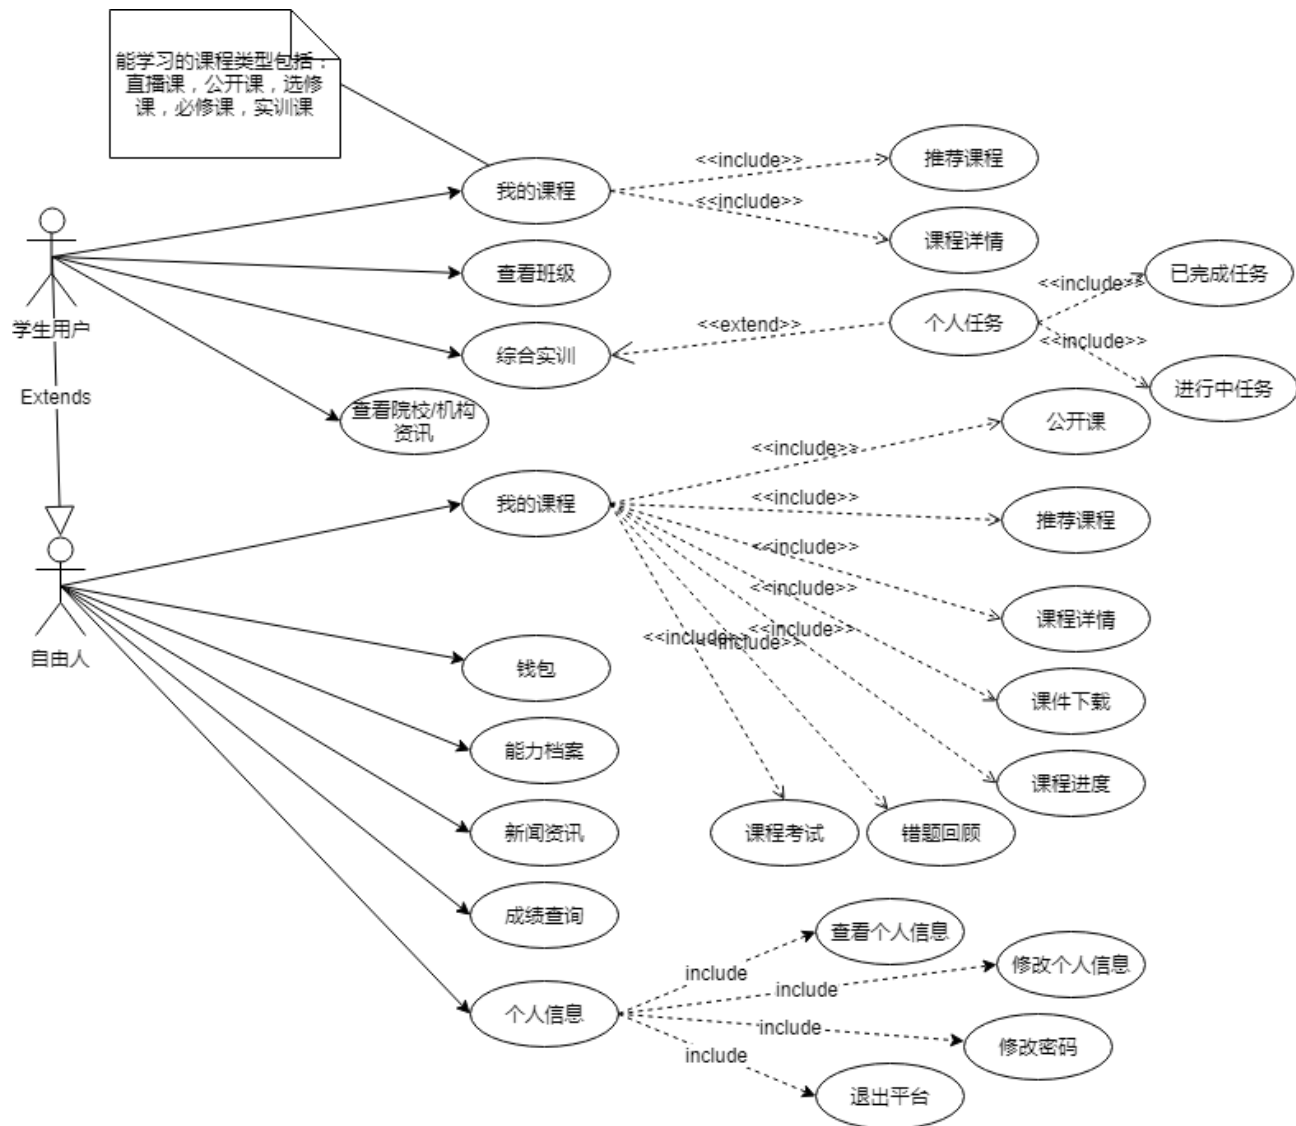 能学习的课程类型包括：
直播课，公开课，选修
课，必修课，实训课
<<include>>
推荐课程
我的课程
<<include>>
课程详情
查看班级
已完成任务
<<include>>
学生用户
<<extend>>
个人任务
<<include>>
综合实训
进行中任务
Extends
查看院校/机构
资讯
公开课
<<include>>
我的课程
<<include>>
推荐课程
<<include>>
<<include>>
课程详情
<<include>>
<<include>>
<<include>>
自由人
钱包
课件下载
能力档案
课程进度
新闻资讯
课程考试
错题回顾
成绩查询
查看个人信息
include
修改个人信息
include
个人信息
include
修改密码
include
退出平台